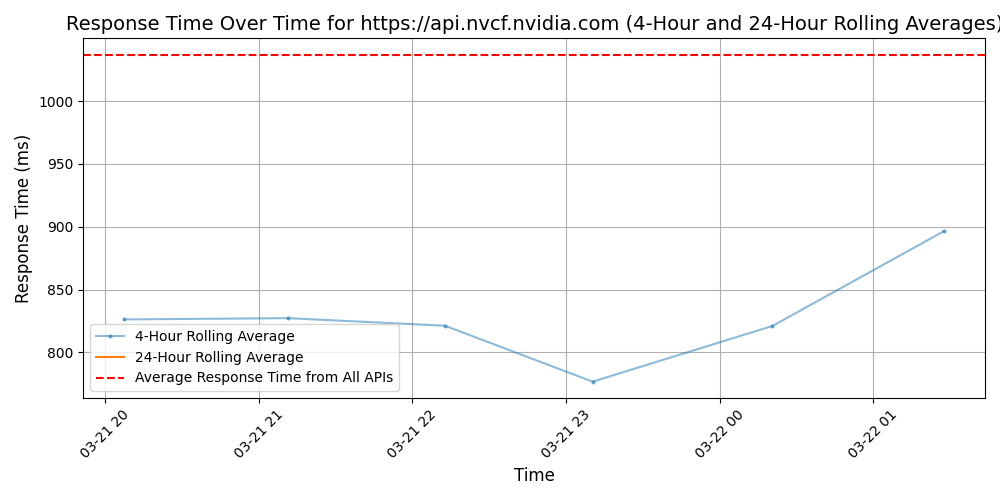 Response Time Over Time for https://api.nvcf.nvidia.com (4-Hour and 24-Hour Rolling Averages)
Response Time (ms)
1000
950
900
850
800
4-Hour Rolling Average
24-Hour Rolling Average
Average Response Time from All APIs
03-21 20
03-21 21
03-21 22
03-21 23
03-22 00
03-22 01
Time